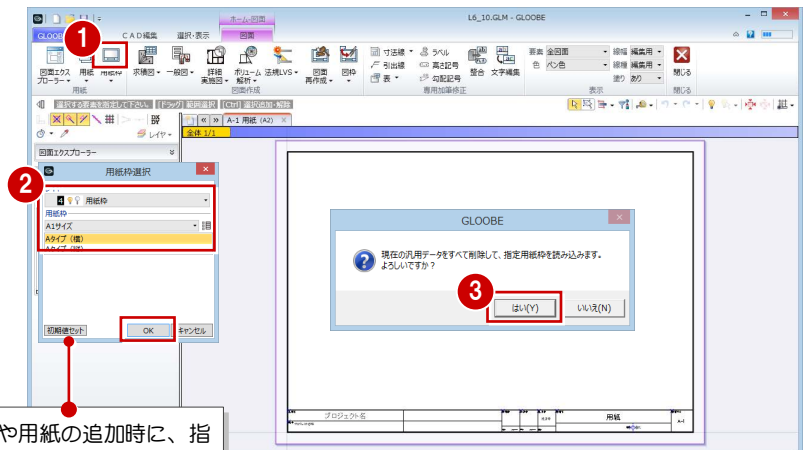 ホーム-図面
L6_10.GLM - GLOOBE
CAD編集
選択・表示
図面
1
図面エクス
プローラー
用紙
用紙枠
求積図
一般図
詳細
実施図
ボリューム
解析
法規LVS
図面
再作成
図枠
寸法線
引出線
表
ラベル
高さ記号
勾配記号
整合
文字編集
要素 全図面
色 ペン色
線幅 編集用
線種 編集用
塗り あり
閉じる
用紙
図面作成
専用加筆修正
表示
閉じる
選択する要素を指定して下さい。 [ドラッグ] 範囲選択 [Ctrl] 選択追加・解除
A-1 用紙 (A2)
レイヤ
全体 1/1
図面エクスプローラー
2
用紙枠選択
4
用紙枠
用紙枠
A1サイズ
Aタイプ (横)
初期値セット
OK
キャンセル
GLOOBE
現在の汎用データをすべて削除して、指定用紙枠を読み込みます。
よろしいですか?
3
はい(Y)
いいえ(N)
プロジェクト名
用紙
A-1
や用紙の追加時に、指